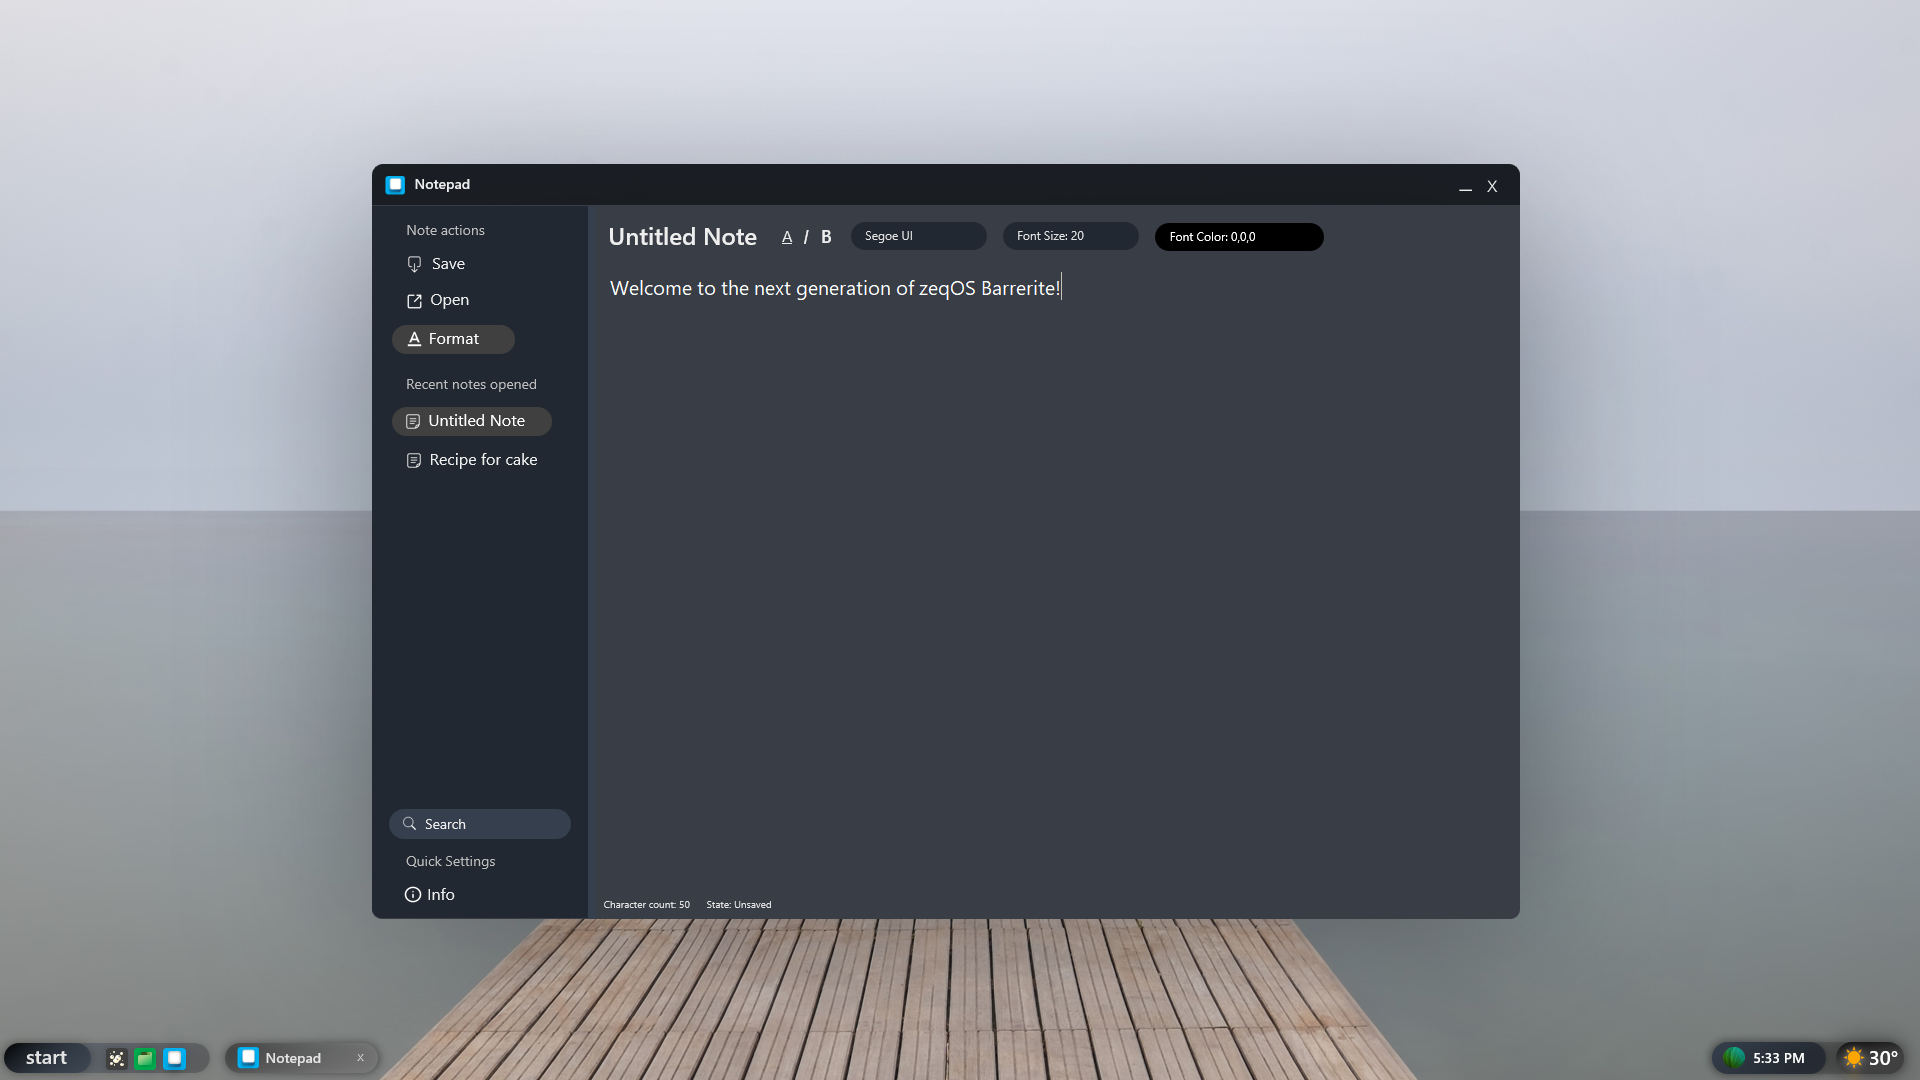 Notepad
X
Note actions
Save
Open
Format
Recent notes opened
Untitled Note
Recipe for cake
Search
Quick Settings
Info
Untitled Note A I B Segoe UI Font Size: 20 Font Color: 0,0,0
Welcome to the next generation of zeqOS Barrerite!
Character count: 50 State: Unsaved
start Notepad x 5:33 PM 30°